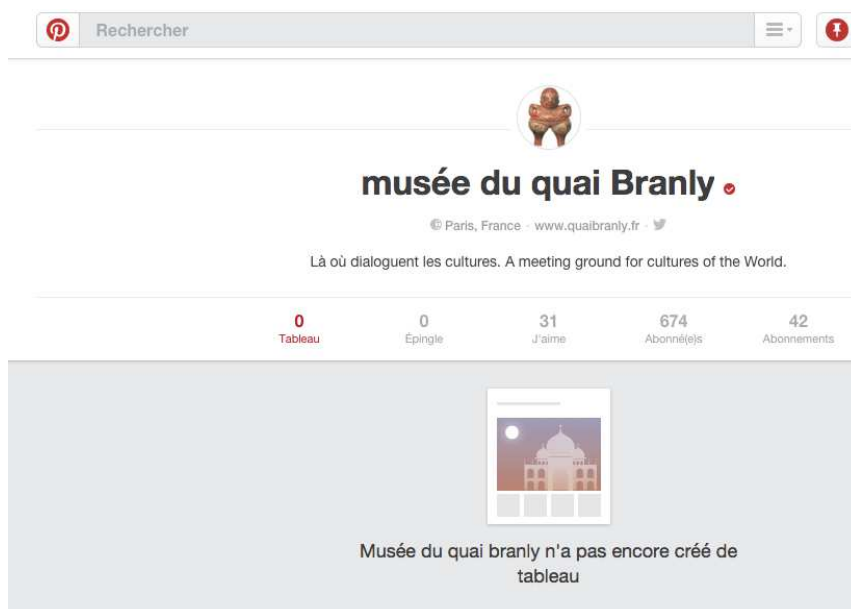 Rechercher
musée du quai Branly
Paris, France · www.quaibranly.fr ·
Là où dialoguent les cultures. A meeting ground for cultures of the World.
0 0 31 674 42
Tableau Épingle J'aime Abonné(e)s Abonnements
Musée du quai branly n'a pas encore créé de
tableau